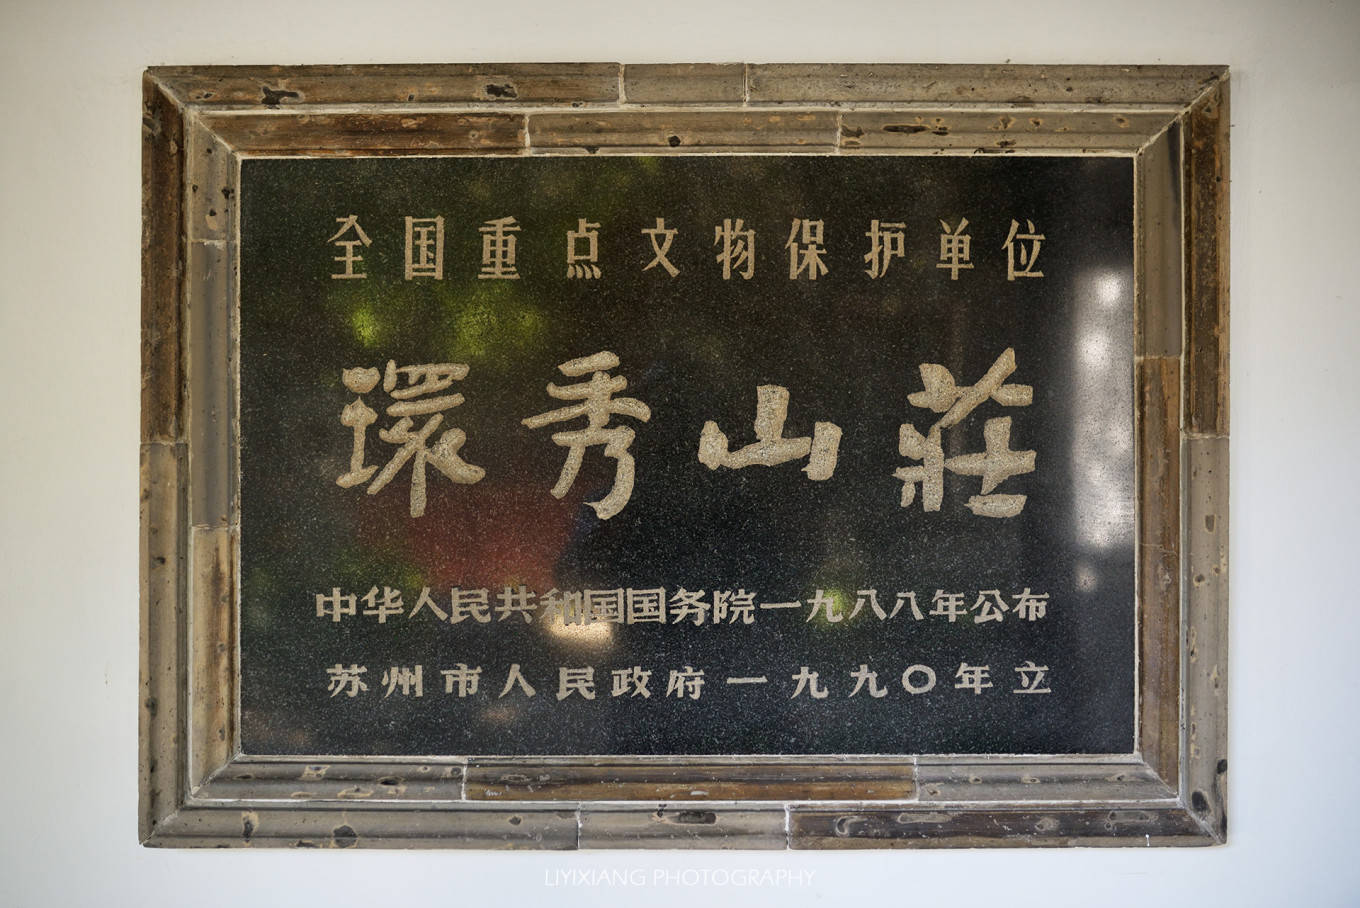 全国重点文物保护单位
環秀山莊
中华人民共和国国务院一九八八年公布
苏州市人民政府一九九〇年立
LIYIXIANG PHOTOGRAPHY